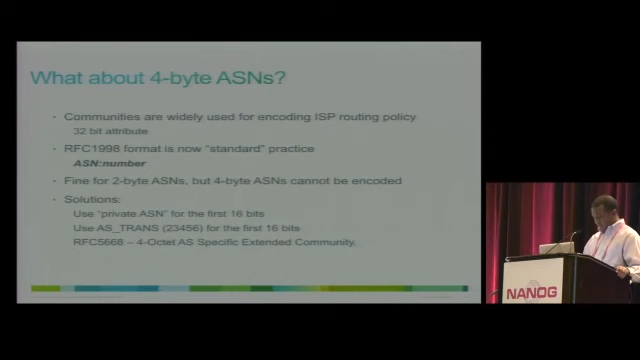 What about 4-byte ASNs?
Communities are widely used for encoding ISP routing policy
32 bit attribute
RFC1998 format is now “standard” practice
ASN:number
Fine for 2-byte ASNs, but 4-byte ASNs cannot be encoded
Solutions:
Use “private ASN” for the first 16 bits
Use AS_TRANS (23456) for the first 16 bits
RFC5668 – 4-Octet AS Specific Extended Community.
NANOG